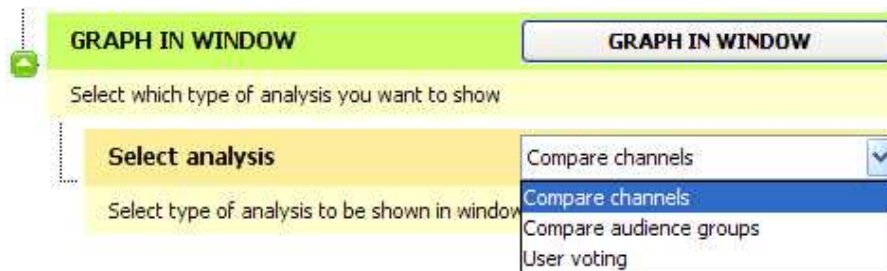 GRAPH IN WINDOW
GRAPH IN WINDOW
Select which type of analysis you want to show
Select analysis
Compare channels
Select type of analysis to be shown in window
Compare channels
Compare audience groups
User voting